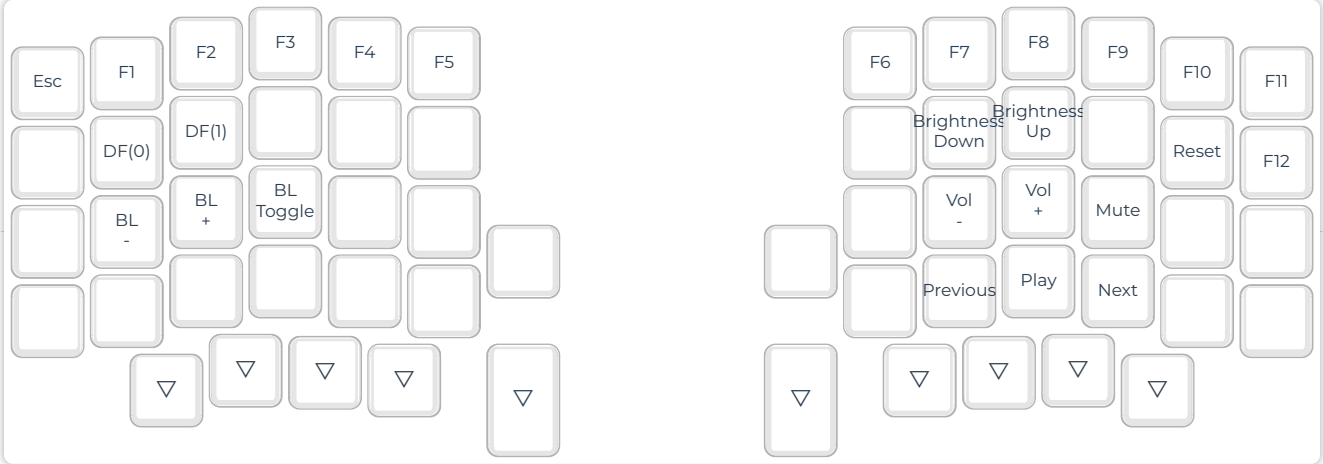 Esc
F1
F2
F3
F4
F5
F6
F7
F8
F9
F10
F11
DF(0)
DF(1)
Brightness
Down
Brightness
Up
Reset
F12
BL
-
BL
+
BL
Toggle
Vol
-
Vol
+
Mute
Previous
Play
Next
▽
▽
▽
▽
▽
▽
▽
▽
▽
▽